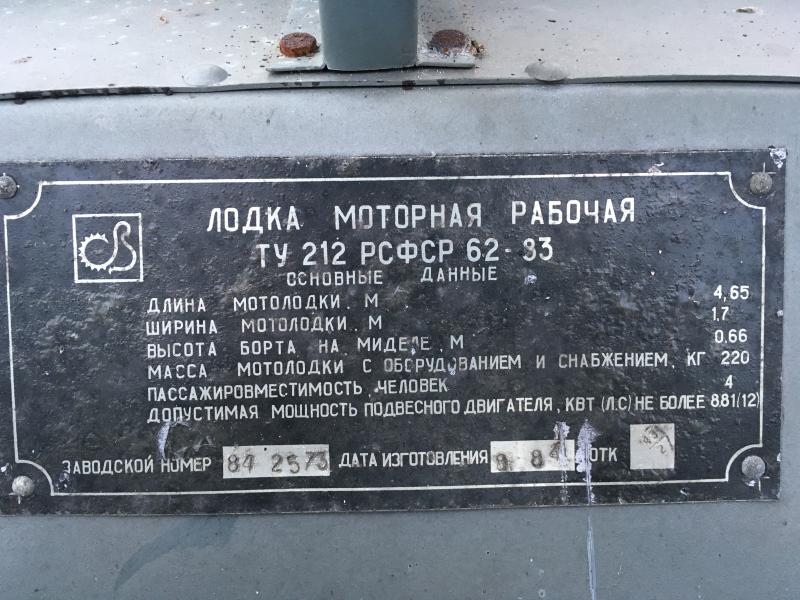 ЛОДКА МОТОРНАЯ РАБОЧАЯ
ТУ 212 РСФСР 62-83
ОСНОВНЫЕ ДАННЫЕ
ДЛИНА МОТОЛОДКИ, М 4,65
ШИРИНА МОТОЛОДКИ, М 1,7
ВЫСОТА БОРТА НА МИДЕЛЕ, М 0,66
МАССА МОТОЛОДКИ С ОБОРУДОВАНИЕМ И СНАБЖЕНИЕМ, КГ 220
ПАССАЖИРОВМЕСТИМОСТЬ, ЧЕЛОВЕК 4
ДОПУСТИМАЯ МОЩНОСТЬ ПОДВЕСНОГО ДВИГАТЕЛЯ, КВТ (Л.С) НЕ БОЛЕЕ 8,81(12)
ЗАВОДСКОЙ НОМЕР 84 2573 ДАТА ИЗГОТОВЛЕНИЯ 8 84 ОТК